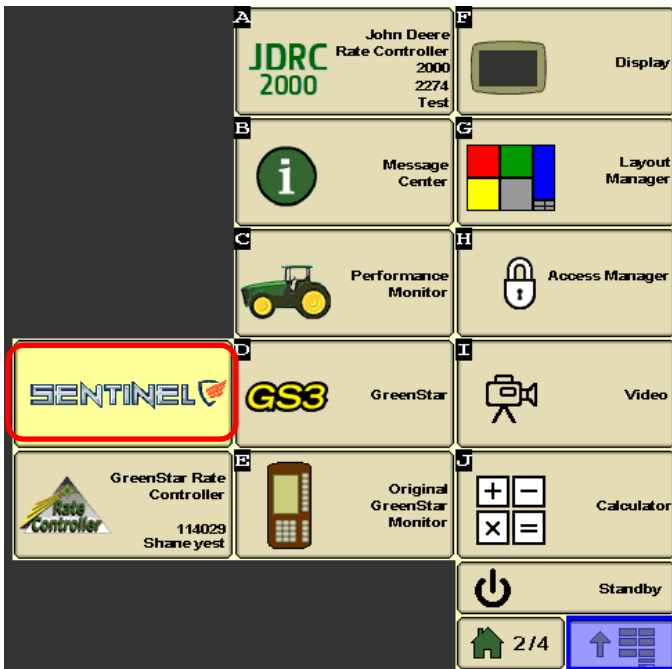 A
JDRC
2000
John Deere
Rate Controller
2000
2274
Test
F
Display
B
i
Message
Center
G
Layout
Manager
C
Performance
Monitor
H
Access Manager
SENTINEL
D
GS3
GreenStar
I
Video
Rate
Controller
GreenStar Rate
Controller
114029
Shane yest
E
Original
GreenStar
Monitor
J
+ −
× =
Calculator
Standby
2/4